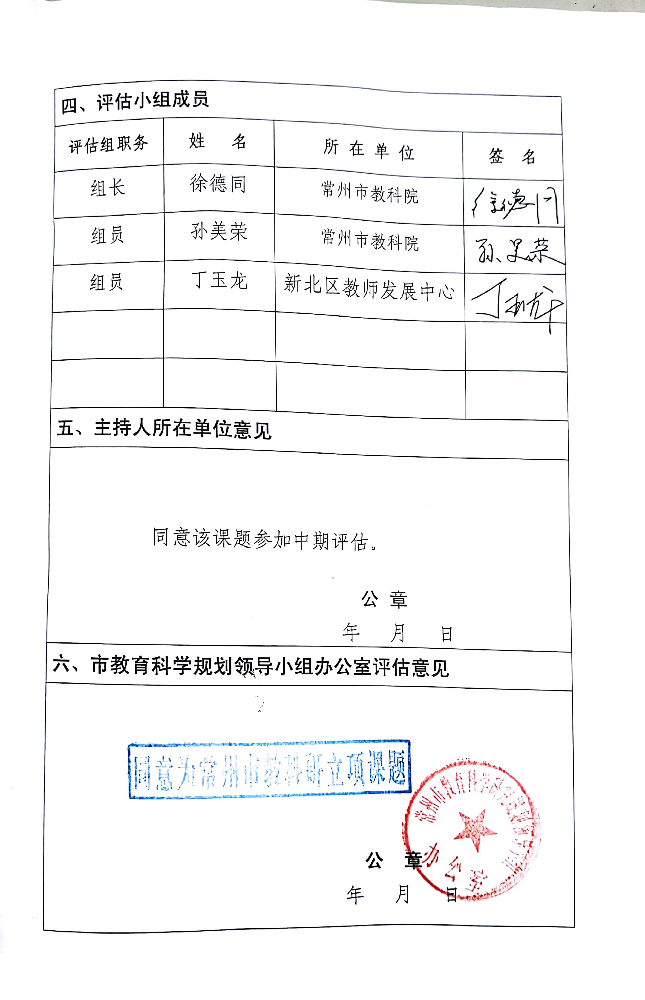 四、评估小组成员
评估组职务 姓 名 所 在 单 位 签 名
组长 徐德同 常州市教科院 徐德同
组员 孙美荣 常州市教科院 孙美荣
组员 丁玉龙 新北区教师发展中心 丁玉龙
五、主持人所在单位意见
同意该课题参加中期评估。
公 章
年 月 日
六、市教育科学规划领导小组办公室评估意见
同意为常州市教科研立项课题
常州市教育科学研究规划领导小组
办公室
公 章
年 月 日